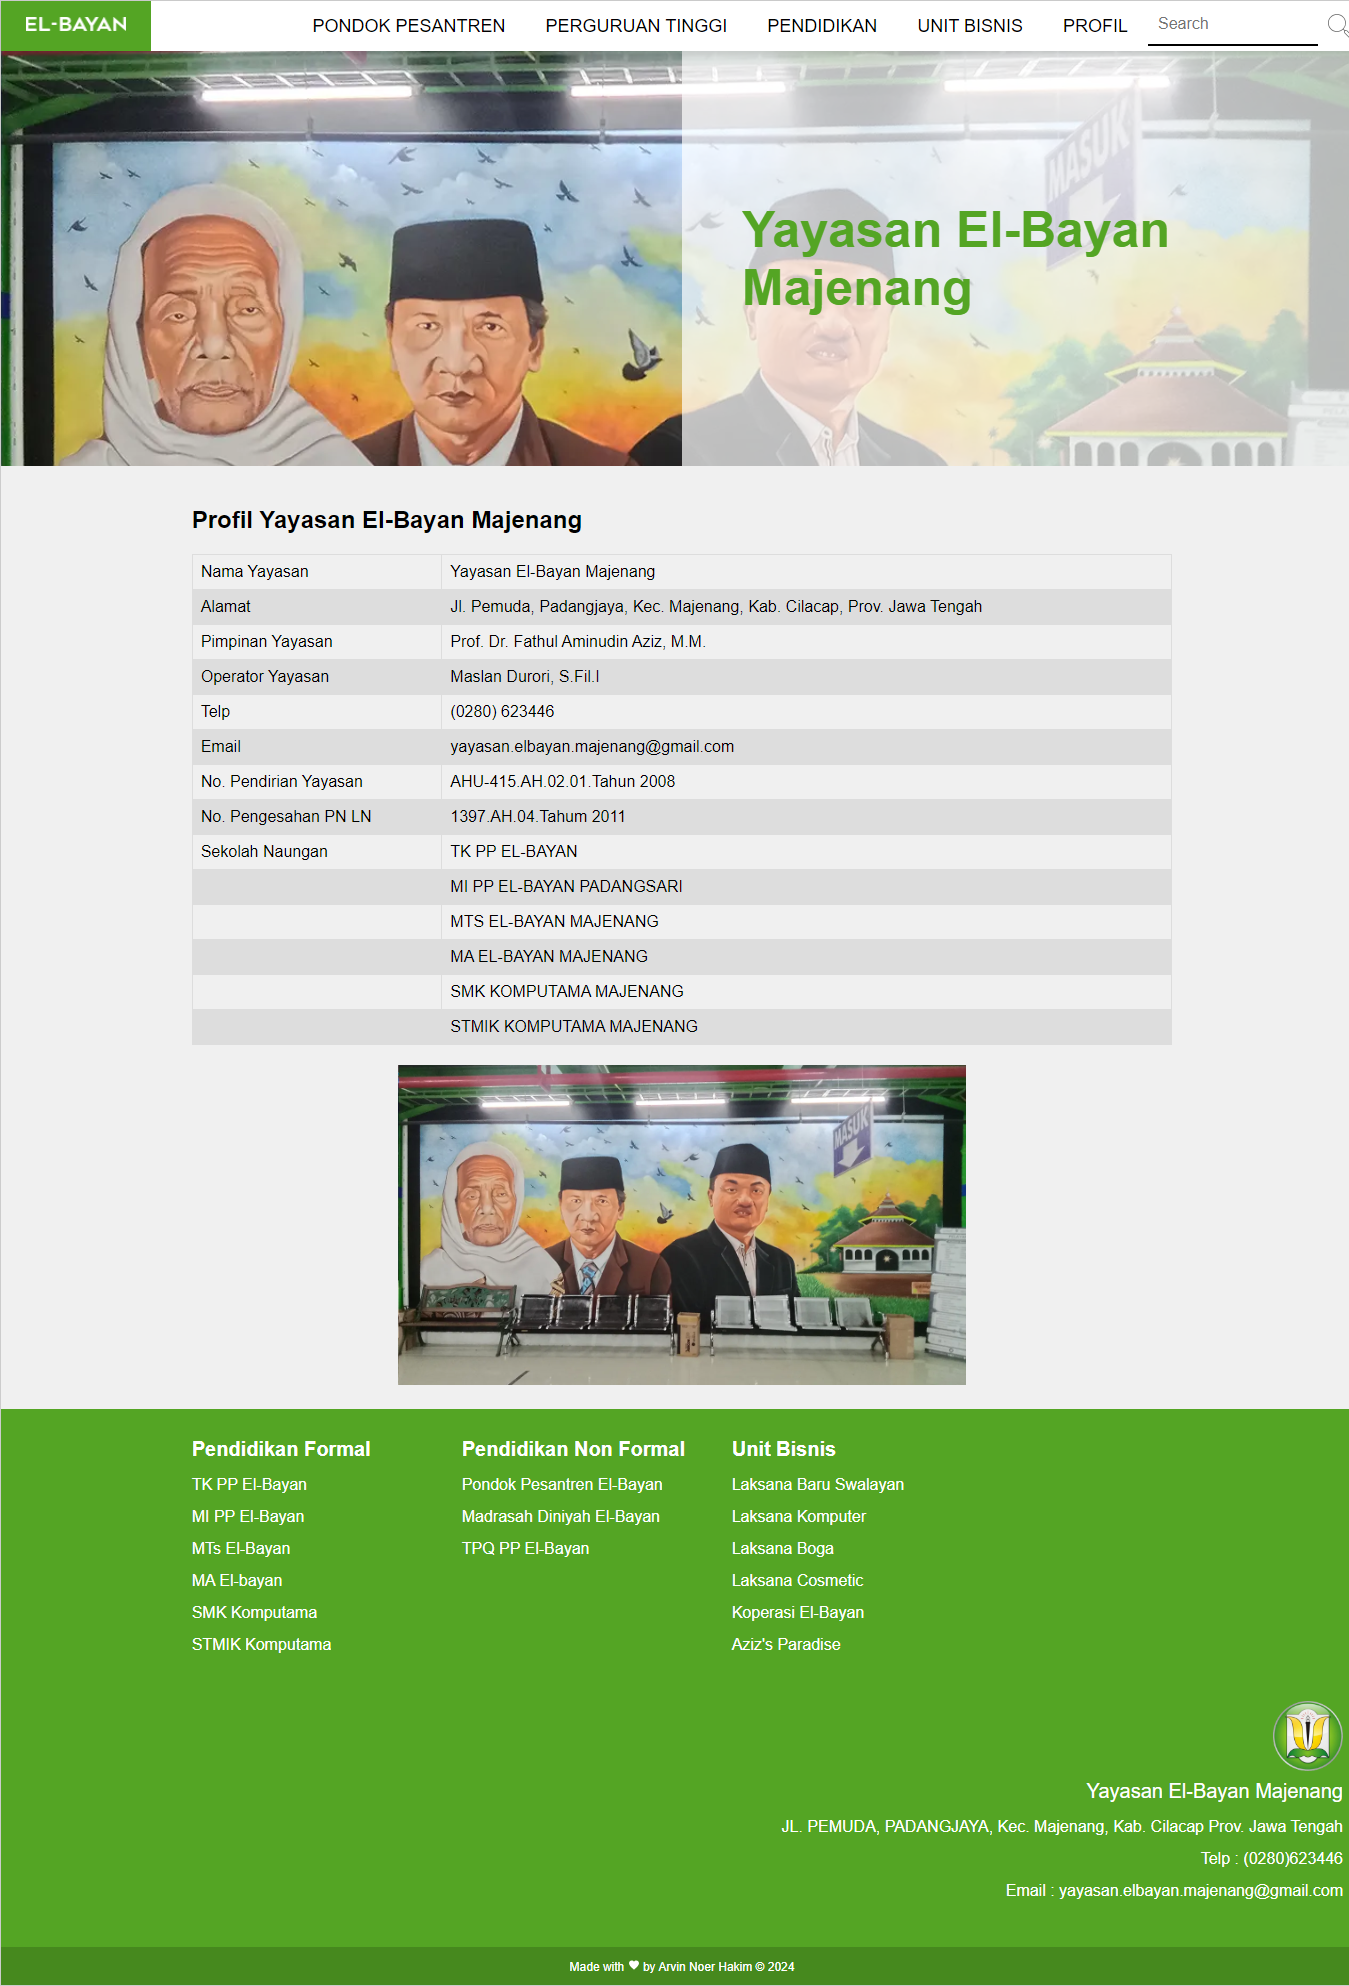 EL-BAYAN
PONDOK PESANTREN
PERGURUAN TINGGI
PENDIDIKAN
UNIT BISNIS
PROFIL
Search
MASUK
Yayasan El-Bayan
Majenang
Profil Yayasan El-Bayan Majenang
Nama Yayasan Yayasan El-Bayan Majenang
Alamat Jl. Pemuda, Padangjaya, Kec. Majenang, Kab. Cilacap, Prov. Jawa Tengah
Pimpinan Yayasan Prof. Dr. Fathul Aminudin Aziz, M.M.
Operator Yayasan Maslan Durori, S.Fil.I
Telp (0280) 623446
Email yayasan.elbayan.majenang@gmail.com
No. Pendirian Yayasan AHU-415.AH.02.01.Tahun 2008
No. Pengesahan PN LN 1397.AH.04.Tahum 2011
Sekolah Naungan TK PP EL-BAYAN
MI PP EL-BAYAN PADANGSARI
MTS EL-BAYAN MAJENANG
MA EL-BAYAN MAJENANG
SMK KOMPUTAMA MAJENANG
STMIK KOMPUTAMA MAJENANG
MASUK
Pendidikan Formal
TK PP El-Bayan
MI PP El-Bayan
MTs El-Bayan
MA El-bayan
SMK Komputama
STMIK Komputama
Pendidikan Non Formal
Pondok Pesantren El-Bayan
Madrasah Diniyah El-Bayan
TPQ PP El-Bayan
Unit Bisnis
Laksana Baru Swalayan
Laksana Komputer
Laksana Boga
Laksana Cosmetic
Koperasi El-Bayan
Aziz's Paradise
Yayasan El-Bayan Majenang
JL. PEMUDA, PADANGJAYA, Kec. Majenang, Kab. Cilacap Prov. Jawa Tengah
Telp : (0280)623446
Email : yayasan.elbayan.majenang@gmail.com
Made with ♥ by Arvin Noer Hakim © 2024